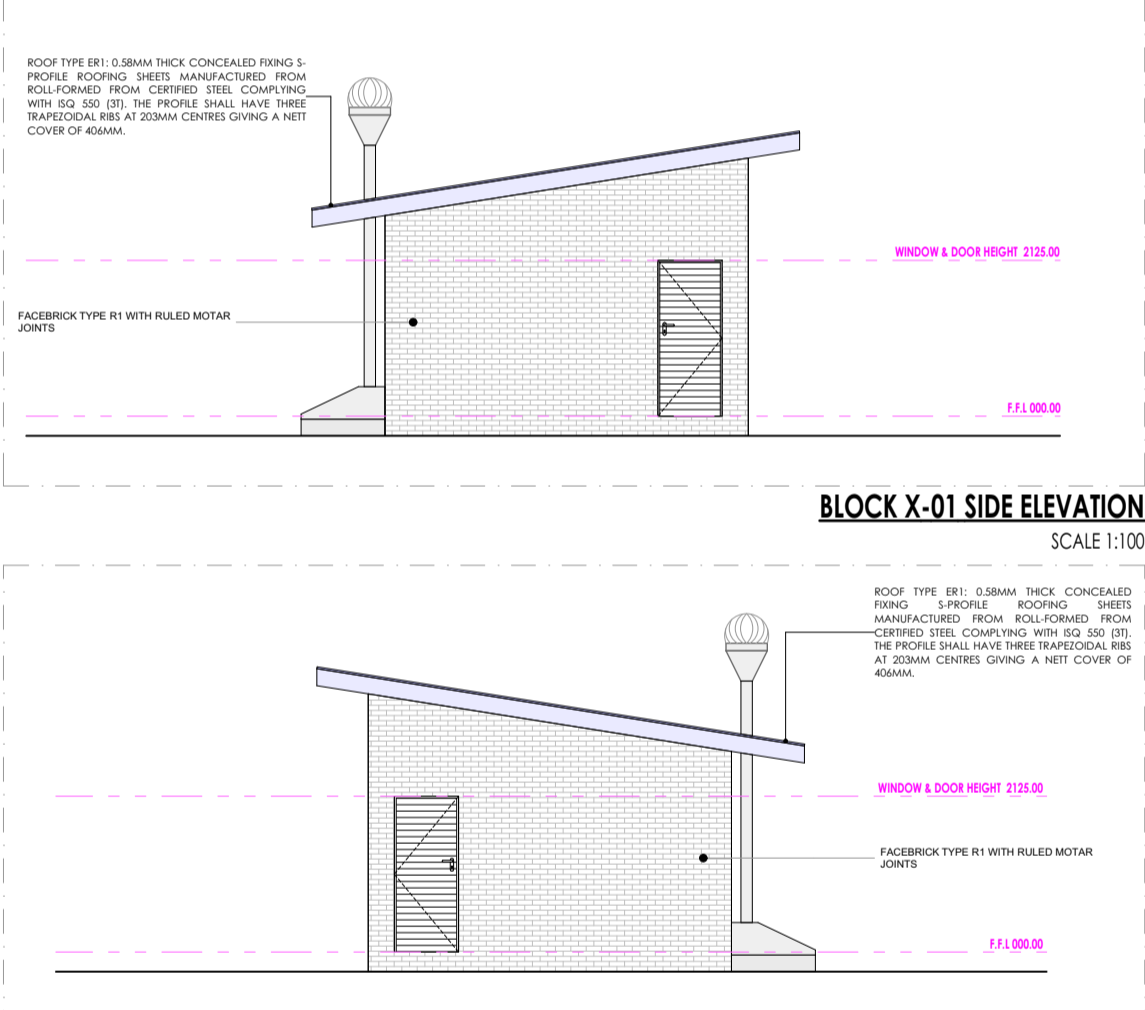 ROOF TYPE ER1: 0.58MM THICK CONCEALED FIXING S-
PROFILE ROOFING SHEETS MANUFACTURED FROM
ROLL-FORMED FROM CERTIFIED STEEL COMPLYING
WITH ISQ 550 (3T). THE PROFILE SHALL HAVE THREE
TRAPEZOIDAL RIBS AT 203MM CENTRES GIVING A NETT
COVER OF 406MM.
WINDOW & DOOR HEIGHT 2125.00
FACEBRICK TYPE R1 WITH RULED MOTAR
JOINTS
F.F.L 000.00
BLOCK X-01 SIDE ELEVATION
SCALE 1:100
ROOF TYPE ER1: 0.58MM THICK CONCEALED
FIXING S-PROFILE ROOFING SHEETS
MANUFACTURED FROM ROLL-FORMED FROM
CERTIFIED STEEL COMPLYING WITH ISQ 550 (3T).
THE PROFILE SHALL HAVE THREE TRAPEZOIDAL RIBS
AT 203MM CENTRES GIVING A NETT COVER OF
406MM.
WINDOW & DOOR HEIGHT 2125.00
FACEBRICK TYPE R1 WITH RULED MOTAR
JOINTS
F.F.L 000.00